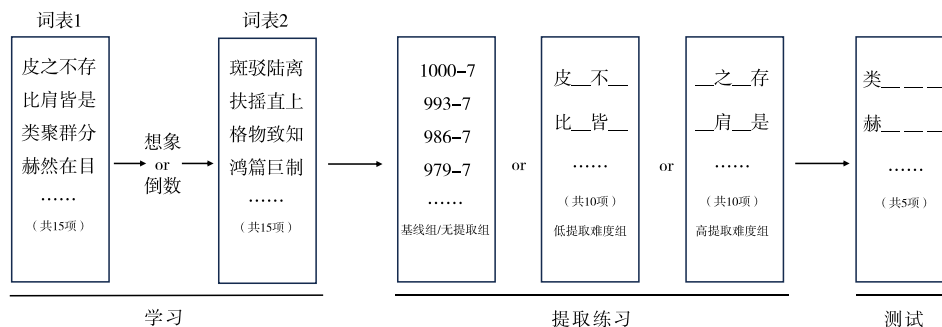 词表1
皮之不存
比肩皆是
类聚群分
赫然在目
……
（共15项）
想象
or
倒数
词表2
斑驳陆离
扶摇直上
格物致知
鸿篇巨制
……
（共15项）
学习
1000-7
993-7
986-7
979-7
……
基线组/无提取组
or
皮__不__
比__皆__
……
（共10项）
低提取难度组
or
__之__存
__肩__是
……
（共10项）
高提取难度组
提取练习
类__ __ __
赫__ __ __
……
（共5项）
测试